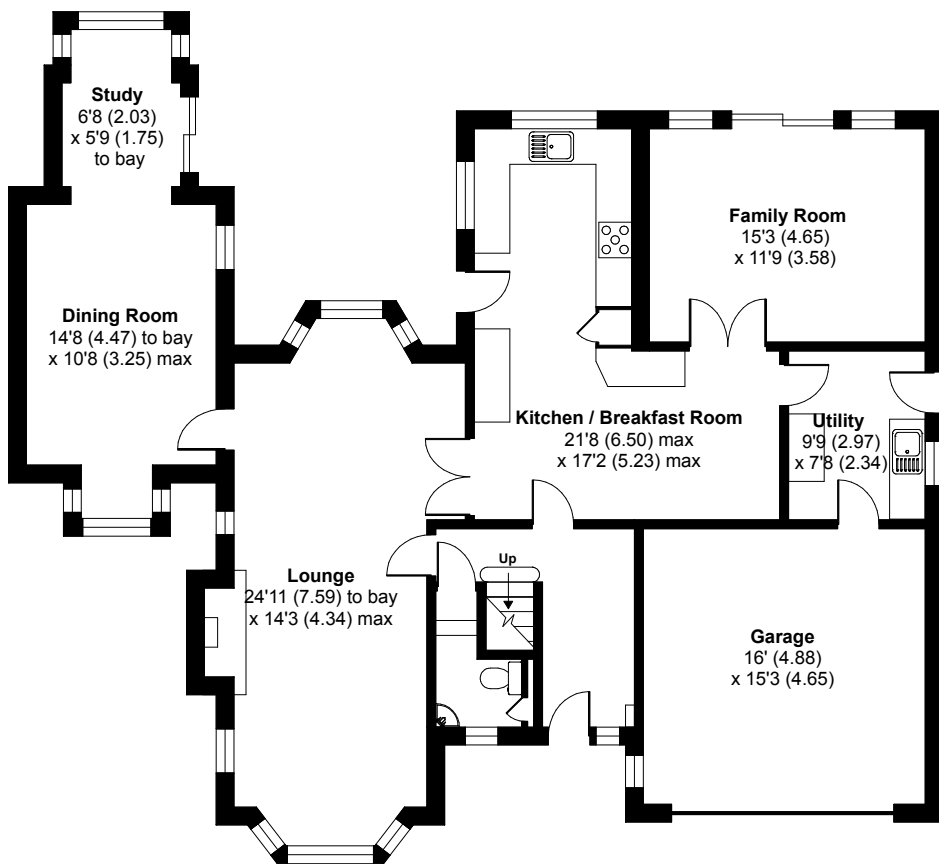 Study
6'8 (2.03)
x 5'9 (1.75)
to bay
Family Room
15'3 (4.65)
x 11'9 (3.58)
Dining Room
14'8 (4.47) to bay
x 10'8 (3.25) max
Kitchen / Breakfast Room
21'8 (6.50) max
x 17'2 (5.23) max
Utility
9'9 (2.97)
x 7'8 (2.34)
Up
Lounge
24'11 (7.59) to bay
x 14'3 (4.34) max
Garage
16' (4.88)
x 15'3 (4.65)